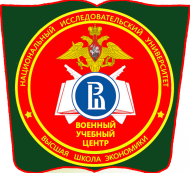 НАЦИОНАЛЬНЫЙ ИССЛЕДОВАТЕЛЬСКИЙ УНИВЕРСИТЕТ
ВОЕННЫЙ
УЧЕБНЫЙ
ЦЕНТР
ВЫСШАЯ ШКОЛА ЭКОНОМИКИ